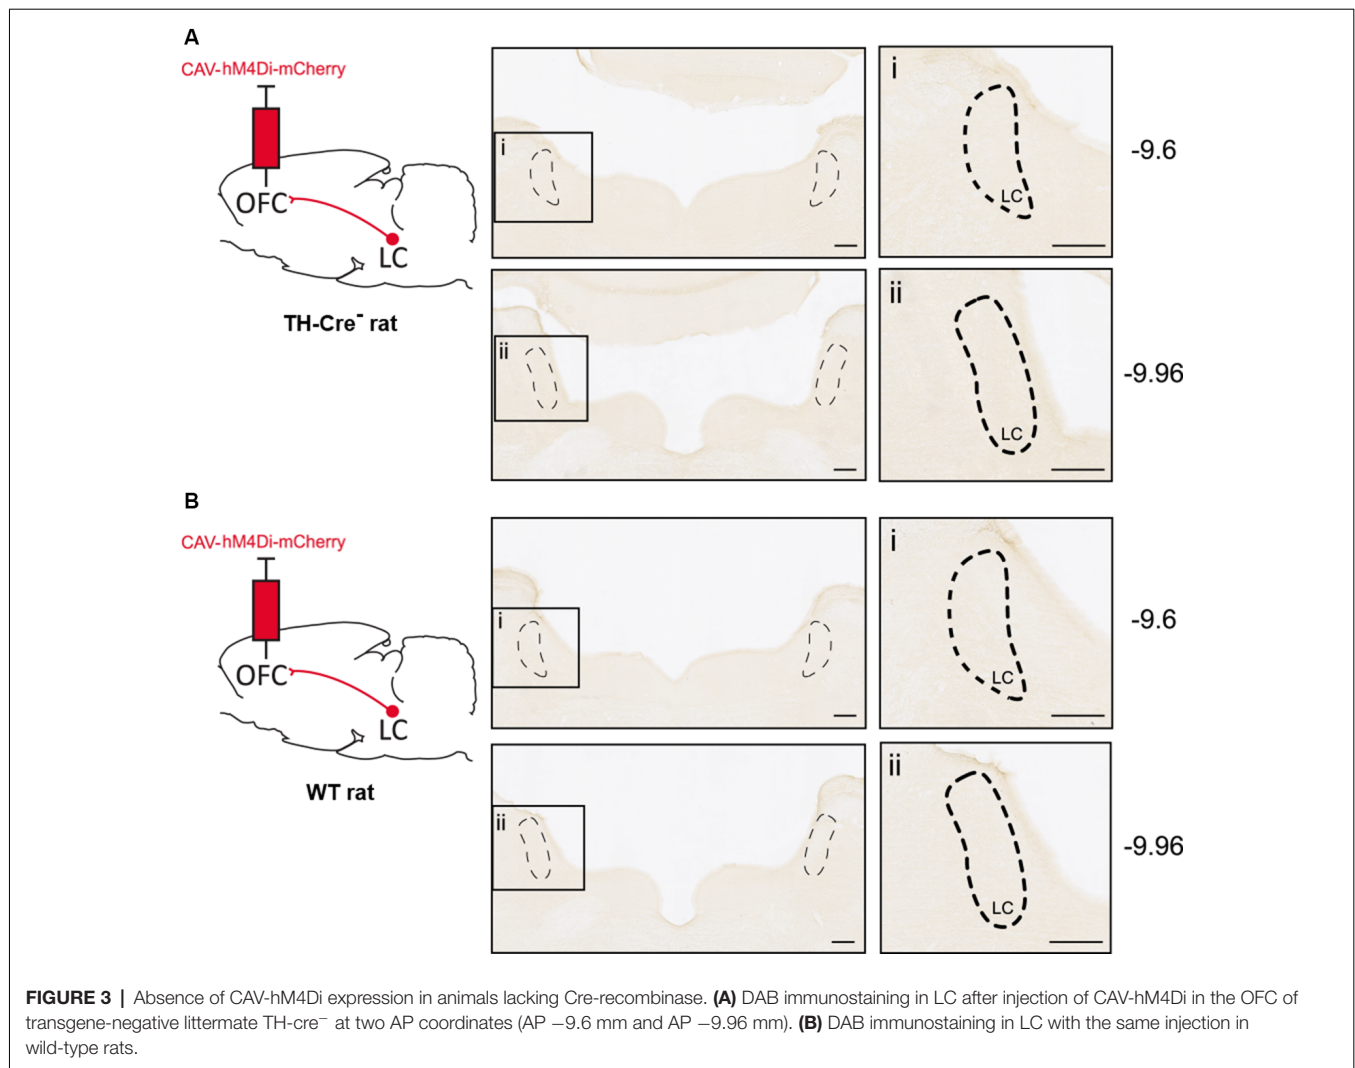 A
CAV-hM4Di-mCherry
OFC
LC
TH-Cre⁻ rat
i
i
LC
-9.6
ii
ii
LC
-9.96
B
CAV-hM4Di-mCherry
OFC
LC
WT rat
i
i
LC
-9.6
ii
ii
LC
-9.96
FIGURE 3 | Absence of CAV-hM4Di expression in animals lacking Cre-recombinase. (A) DAB immunostaining in LC after injection of CAV-hM4Di in the OFC of
transgene-negative littermate TH-cre⁻ at two AP coordinates (AP −9.6 mm and AP −9.96 mm). (B) DAB immunostaining in LC with the same injection in
wild-type rats.